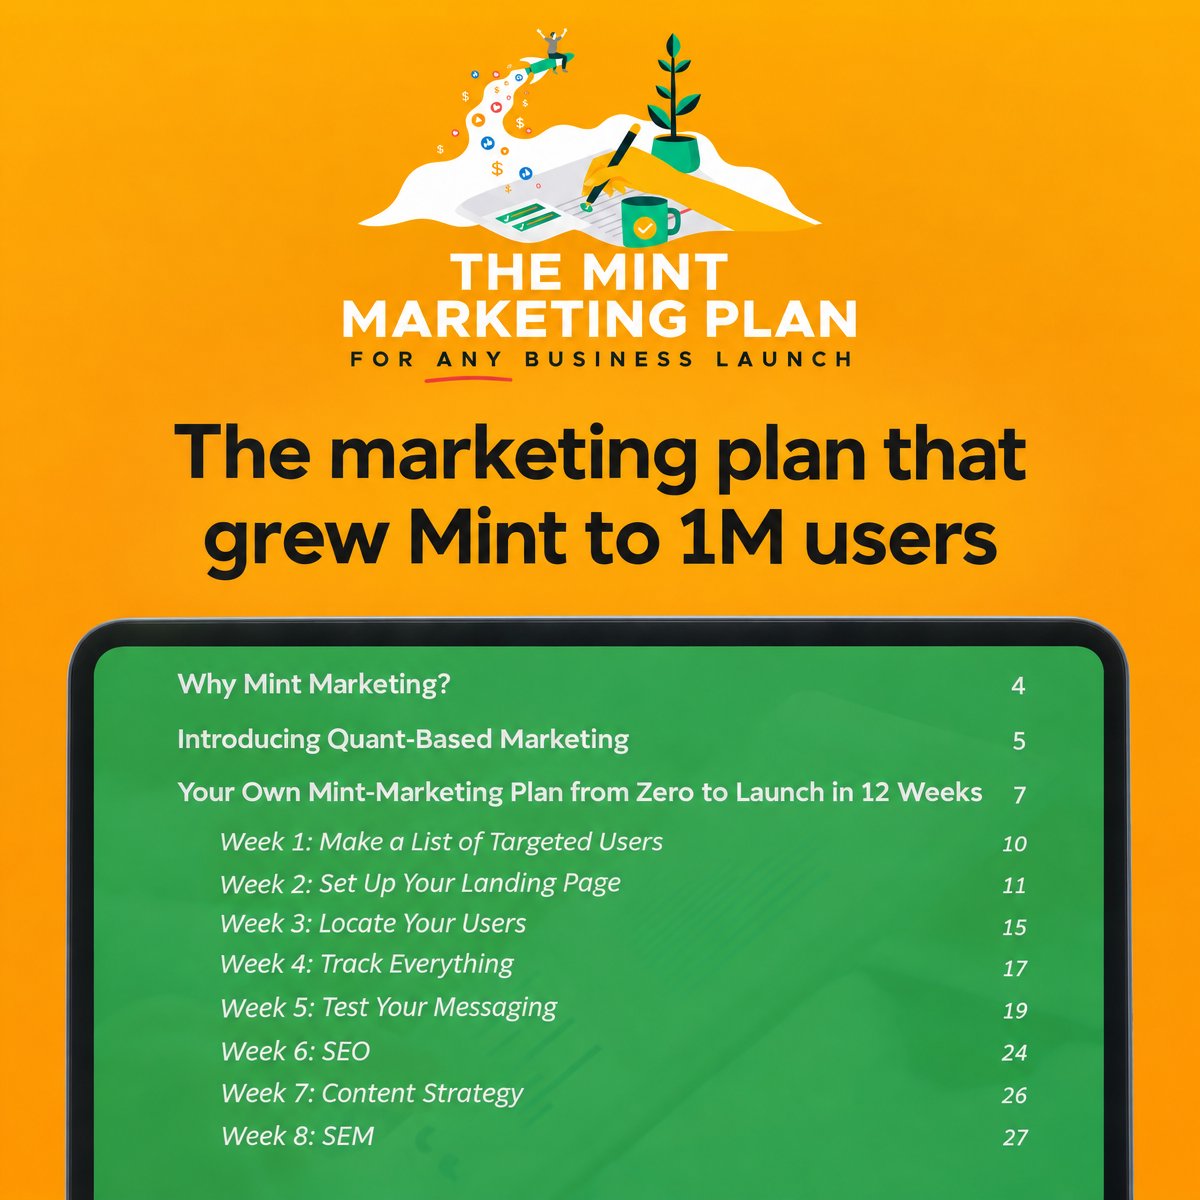 THE MINT
MARKETING PLAN
FOR ANY BUSINESS LAUNCH
The marketing plan that
grew Mint to 1M users
Why Mint Marketing? 4
Introducing Quant-Based Marketing 5
Your Own Mint-Marketing Plan from Zero to Launch in 12 Weeks 7
Week 1: Make a List of Targeted Users 10
Week 2: Set Up Your Landing Page 11
Week 3: Locate Your Users 15
Week 4: Track Everything 17
Week 5: Test Your Messaging 19
Week 6: SEO 24
Week 7: Content Strategy 26
Week 8: SEM 27